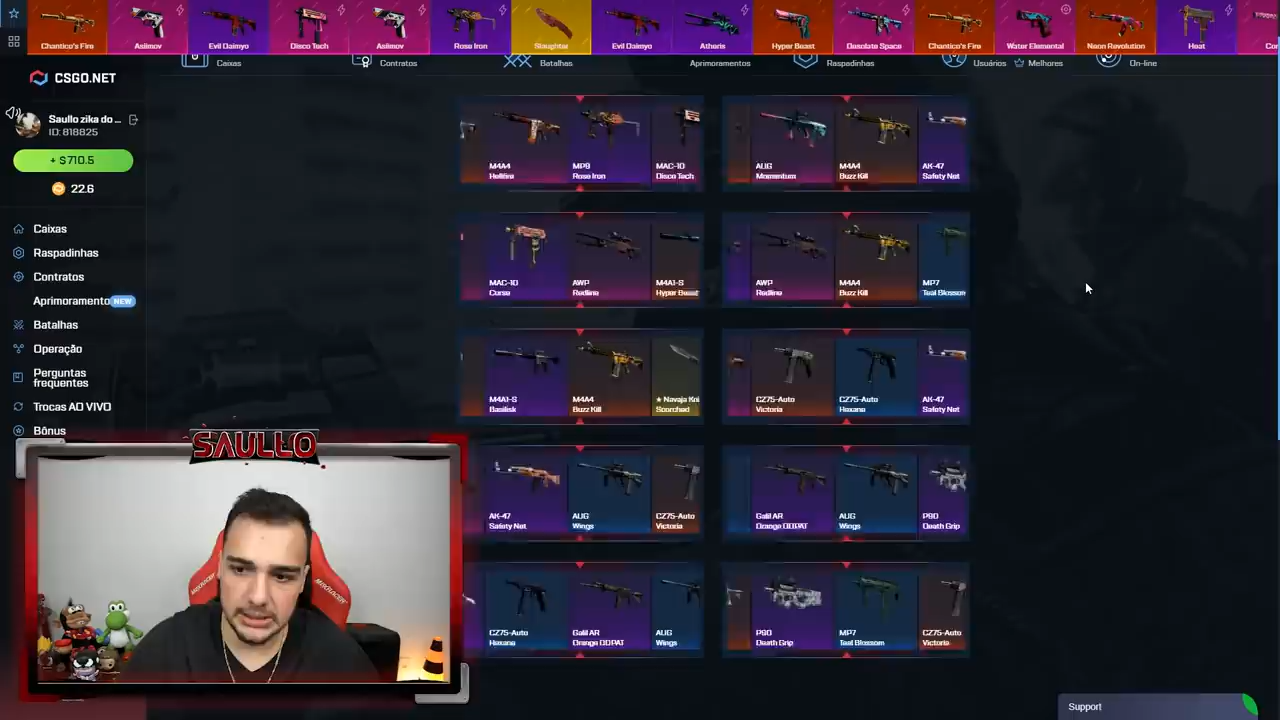 Chantico's Fire
Asiimov
Evil Daimyo
Disco Tech
Asiimov
Rose Iron
Slaughter
Evil Daimyo
Atheris
Hyper Beast
Desolate Space
Chantico's Fire
Water Elemental
Neon Revolution
Heat
Caixas
Contratos
Batalhas
Aprimoramentos
Raspadinhas
Usuários
Melhores
On-line
CSGO.NET
Saullo zika do ...
ID: 818825
+ $710.5
22.6
Caixas
Raspadinhas
Contratos
Aprimoramento NEW
Batalhas
Operação
Perguntas
frequentes
Trocas AO VIVO
Bônus
M4A4
Hellfire
MP9
Rose Iron
MAC-10
Disco Tech
AUG
Momentum
M4A4
Buzz Kill
AK-47
Safety Net
MAC-10
Curse
AWP
Redline
M4A1-S
Hyper Beast
AWP
Redline
M4A4
Buzz Kill
MP7
Teal Blossom
M4A1-S
Basilisk
M4A4
Buzz Kill
★ Navaja Kni
Scorched
CZ75-Auto
Victoria
CZ75-Auto
Hexane
AK-47
Safety Net
AK-47
Safety Net
AUG
Wings
CZ75-Auto
Victoria
Galil AR
Orange DDPAT
AUG
Wings
P90
Death Grip
CZ75-Auto
Hexane
Galil AR
Orange DDPAT
AUG
Wings
P90
Death Grip
MP7
Teal Blossom
CZ75-Auto
Victoria
SAULLO
MAXRACER
MAXRACER
Support